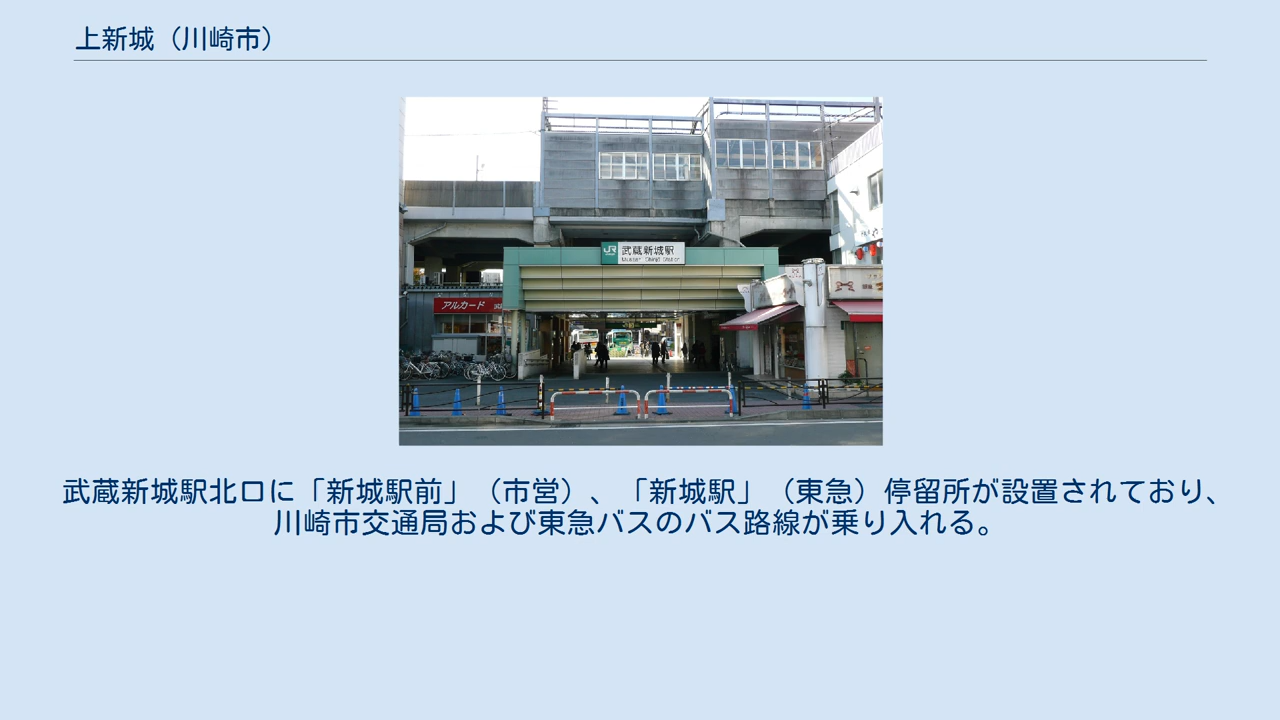 上新城（川崎市）
JR 武蔵新城駅
アルカード
武蔵新城駅北口に「新城駅前」（市営）、「新城駅」（東急）停留所が設置されており、
川崎市交通局および東急バスのバス路線が乗り入れる。